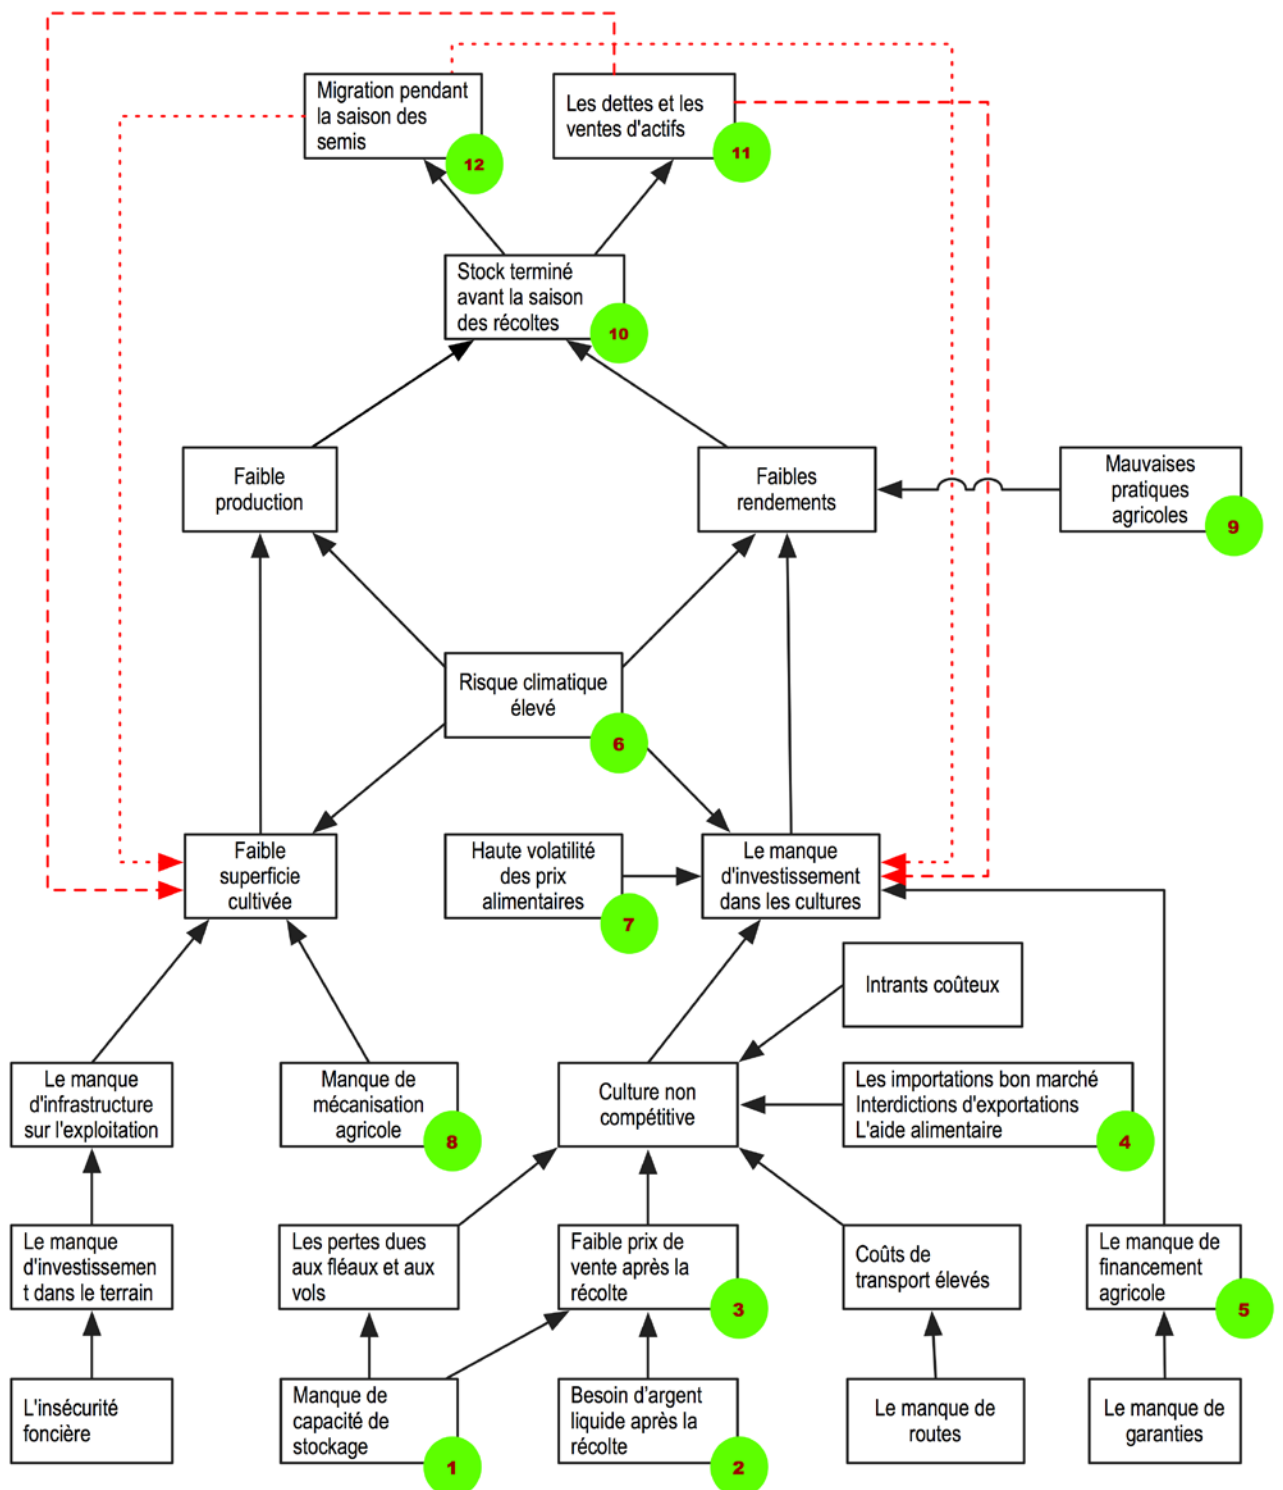 Migration pendant
la saison des
semis
12
Les dettes et les
ventes d'actifs
11
Stock terminé
avant la saison
des récoltes
10
Faible
production
Faibles
rendements
Mauvaises
pratiques
agricoles
9
Risque climatique
élevé
6
Faible
superficie
cultivée
Haute volatilité
des prix
alimentaires
7
Le manque
d'investissement
dans les cultures
Intrants coûteux
Le manque
d'infrastructure
sur l'exploitation
Manque de
mécanisation
agricole
8
Culture non
compétitive
Les importations bon marché
Interdictions d'exportations
L'aide alimentaire
4
Le manque
d'investissemen
t dans le terrain
Les pertes dues
aux fléaux et aux
vols
Faible prix de
vente après la
récolte
3
Coûts de
transport élevés
Le manque de
financement
agricole
5
L'insécurité
foncière
Manque de
capacité de
stockage
1
Besoin d’argent
liquide après la
récolte
2
Le manque de
routes
Le manque de
garanties